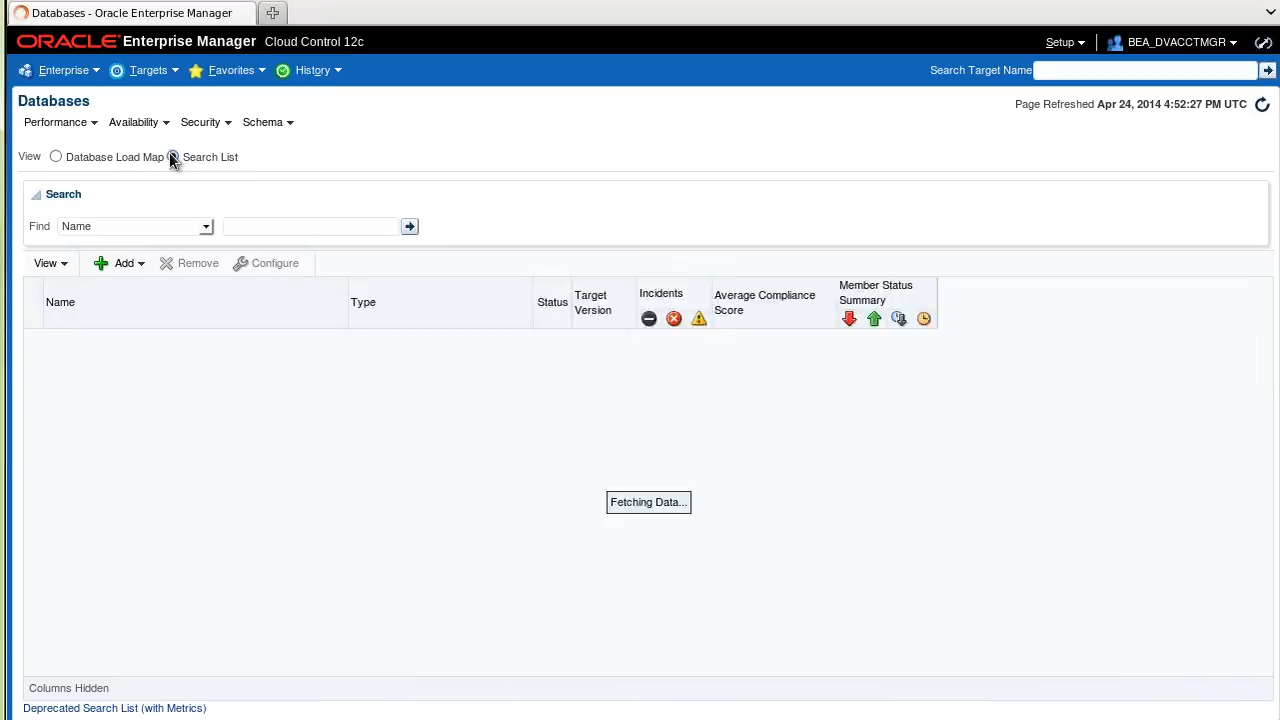 Databases - Oracle Enterprise Manager
ORACLE Enterprise Manager Cloud Control 12c
Setup
BEA_DVACCTMGR
Enterprise Targets Favorites History
Search Target Name
Databases
Page Refreshed Apr 24, 2014 4:52:27 PM UTC
Performance Availability Security Schema
View Database Load Map Search List
Search
Find Name
View Add Remove Configure
Name Type Status Target Version Incidents Average Compliance Score Member Status Summary
Fetching Data...
Columns Hidden
Deprecated Search List (with Metrics)